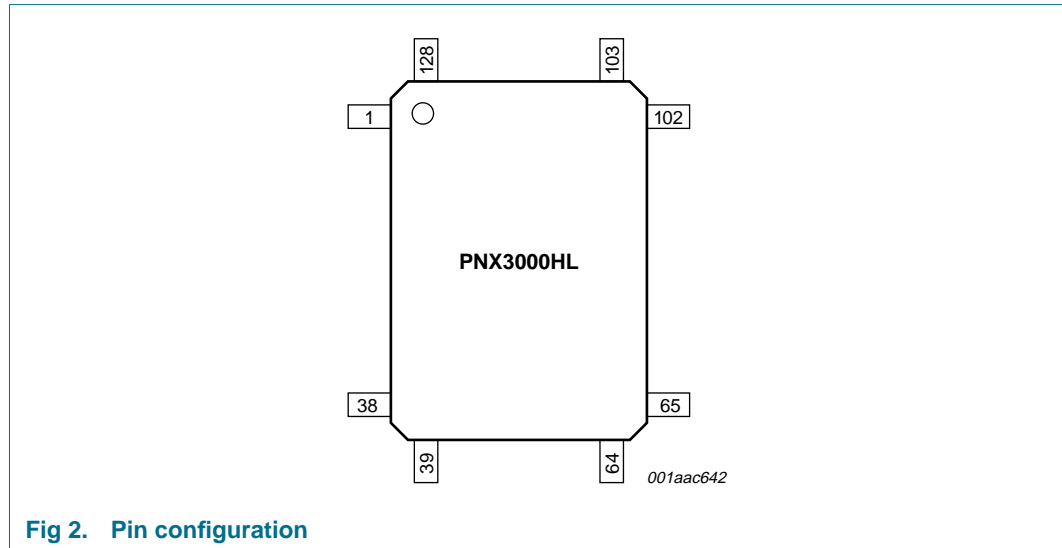 128
103
1
102
PNX3000HL
38
65
39
64
001aac642
Fig 2. Pin configuration